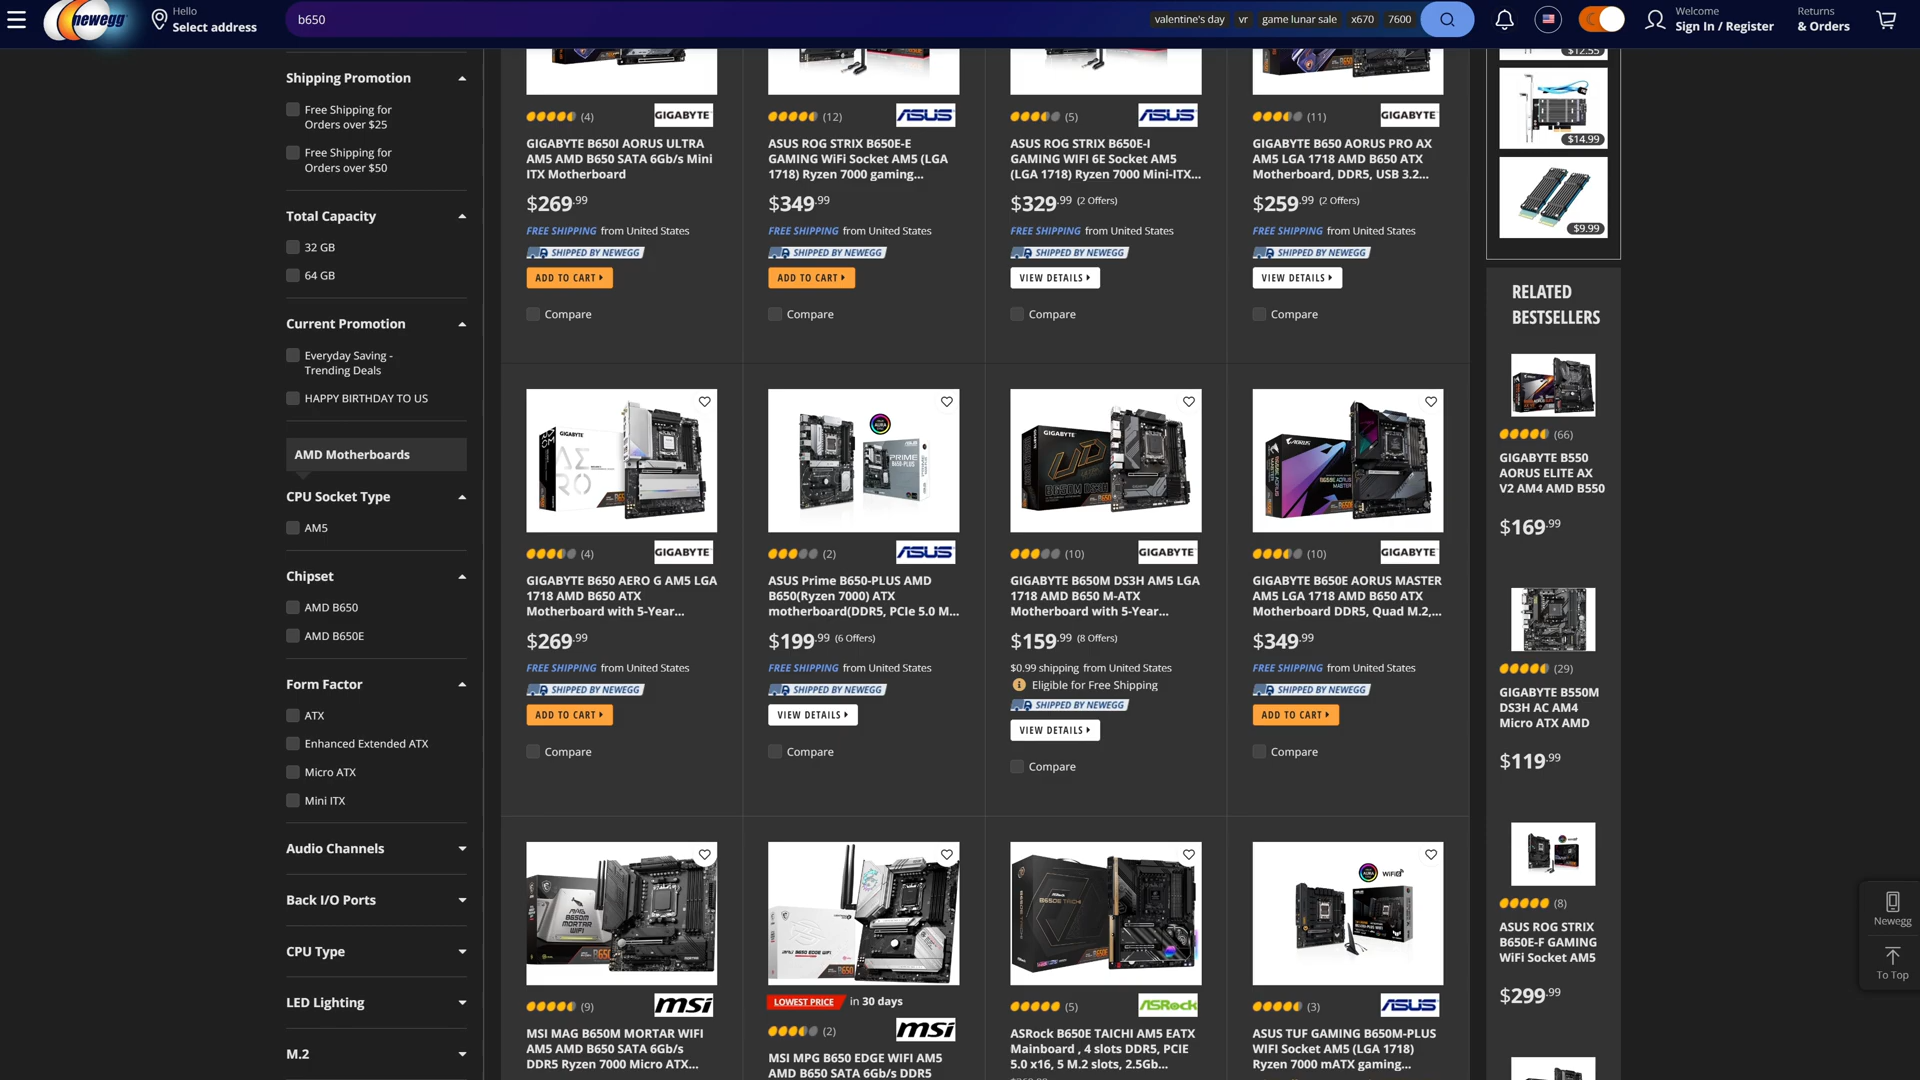 newegg
Hello
Select address
b650
valentine's day
vr
game lunar sale
x670
7600
Welcome
Sign In / Register
Returns
& Orders
Shipping Promotion
Free Shipping for
Orders over $25
Free Shipping for
Orders over $50
Total Capacity
32 GB
64 GB
Current Promotion
Everyday Saving -
Trending Deals
HAPPY BIRTHDAY TO US
AMD Motherboards
CPU Socket Type
AM5
Chipset
AMD B650
AMD B650E
Form Factor
ATX
Enhanced Extended ATX
Micro ATX
Mini ITX
Audio Channels
Back I/O Ports
CPU Type
LED Lighting
M.2
(4)
GIGABYTE
GIGABYTE B650I AORUS ULTRA
AM5 AMD B650 SATA 6Gb/s Mini
ITX Motherboard
$269.99
FREE SHIPPING from United States
SHIPPED BY NEWEGG
ADD TO CART
Compare
(12)
ASUS
ASUS ROG STRIX B650E-E
GAMING WiFi Socket AM5 (LGA
1718) Ryzen 7000 gaming...
$349.99
FREE SHIPPING from United States
SHIPPED BY NEWEGG
ADD TO CART
Compare
(5)
ASUS
ASUS ROG STRIX B650E-I
GAMING WIFI 6E Socket AM5
(LGA 1718) Ryzen 7000 Mini-ITX...
$329.99 (2 Offers)
FREE SHIPPING from United States
SHIPPED BY NEWEGG
VIEW DETAILS
Compare
(11)
GIGABYTE
GIGABYTE B650 AORUS PRO AX
AM5 LGA 1718 AMD B650 ATX
Motherboard, DDR5, USB 3.2...
$259.99 (2 Offers)
FREE SHIPPING from United States
SHIPPED BY NEWEGG
VIEW DETAILS
Compare
GIGABYTE
(4)
GIGABYTE
GIGABYTE B650 AERO G AM5 LGA
1718 AMD B650 ATX
Motherboard with 5-Year...
$269.99
FREE SHIPPING from United States
SHIPPED BY NEWEGG
ADD TO CART
Compare
PRIME
(2)
ASUS
ASUS Prime B650-PLUS AMD
B650(Ryzen 7000) ATX
motherboard(DDR5, PCIe 5.0 M...
$199.99 (6 Offers)
FREE SHIPPING from United States
SHIPPED BY NEWEGG
VIEW DETAILS
Compare
GIGABYTE
UD
B650M DS3H
(10)
GIGABYTE
GIGABYTE B650M DS3H AM5 LGA
1718 AMD B650 M-ATX
Motherboard with 5-Year...
$159.99 (8 Offers)
$0.99 shipping from United States
Eligible for Free Shipping
SHIPPED BY NEWEGG
VIEW DETAILS
Compare
AORUS
(10)
GIGABYTE
GIGABYTE B650E AORUS MASTER
AM5 LGA 1718 AMD B650 ATX
Motherboard DDR5, Quad M.2,...
$349.99
FREE SHIPPING from United States
SHIPPED BY NEWEGG
ADD TO CART
Compare
MAG
B650M
MORTAR
WIFI
(9)
msi
MSI MAG B650M MORTAR WIFI
AM5 AMD B650 SATA 6Gb/s
DDR5 Ryzen 7000 Micro ATX...
LOWEST PRICE in 30 days
(2)
msi
MSI MPG B650 EDGE WIFI AM5
AMD B650 SATA 6Gb/s DDR5
B650E TAICHI
(5)
ASRock
ASRock B650E TAICHI AM5 EATX
Mainboard , 4 slots DDR5, PCIE
5.0 x16, 5 M.2 slots, 2.5Gb...
WiFi
(3)
ASUS
ASUS TUF GAMING B650M-PLUS
WIFI Socket AM5 (LGA 1718)
Ryzen 7000 mATX gaming...
$12.55
$14.99
$9.99
RELATED
BESTSELLERS
(66)
GIGABYTE B550
AORUS ELITE AX
V2 AM4 AMD B550
$169.99
(29)
GIGABYTE B550M
DS3H AC AM4
Micro ATX AMD
$119.99
(8)
ASUS ROG STRIX
B650E-F GAMING
WiFi Socket AM5
$299.99
Newegg
To Top